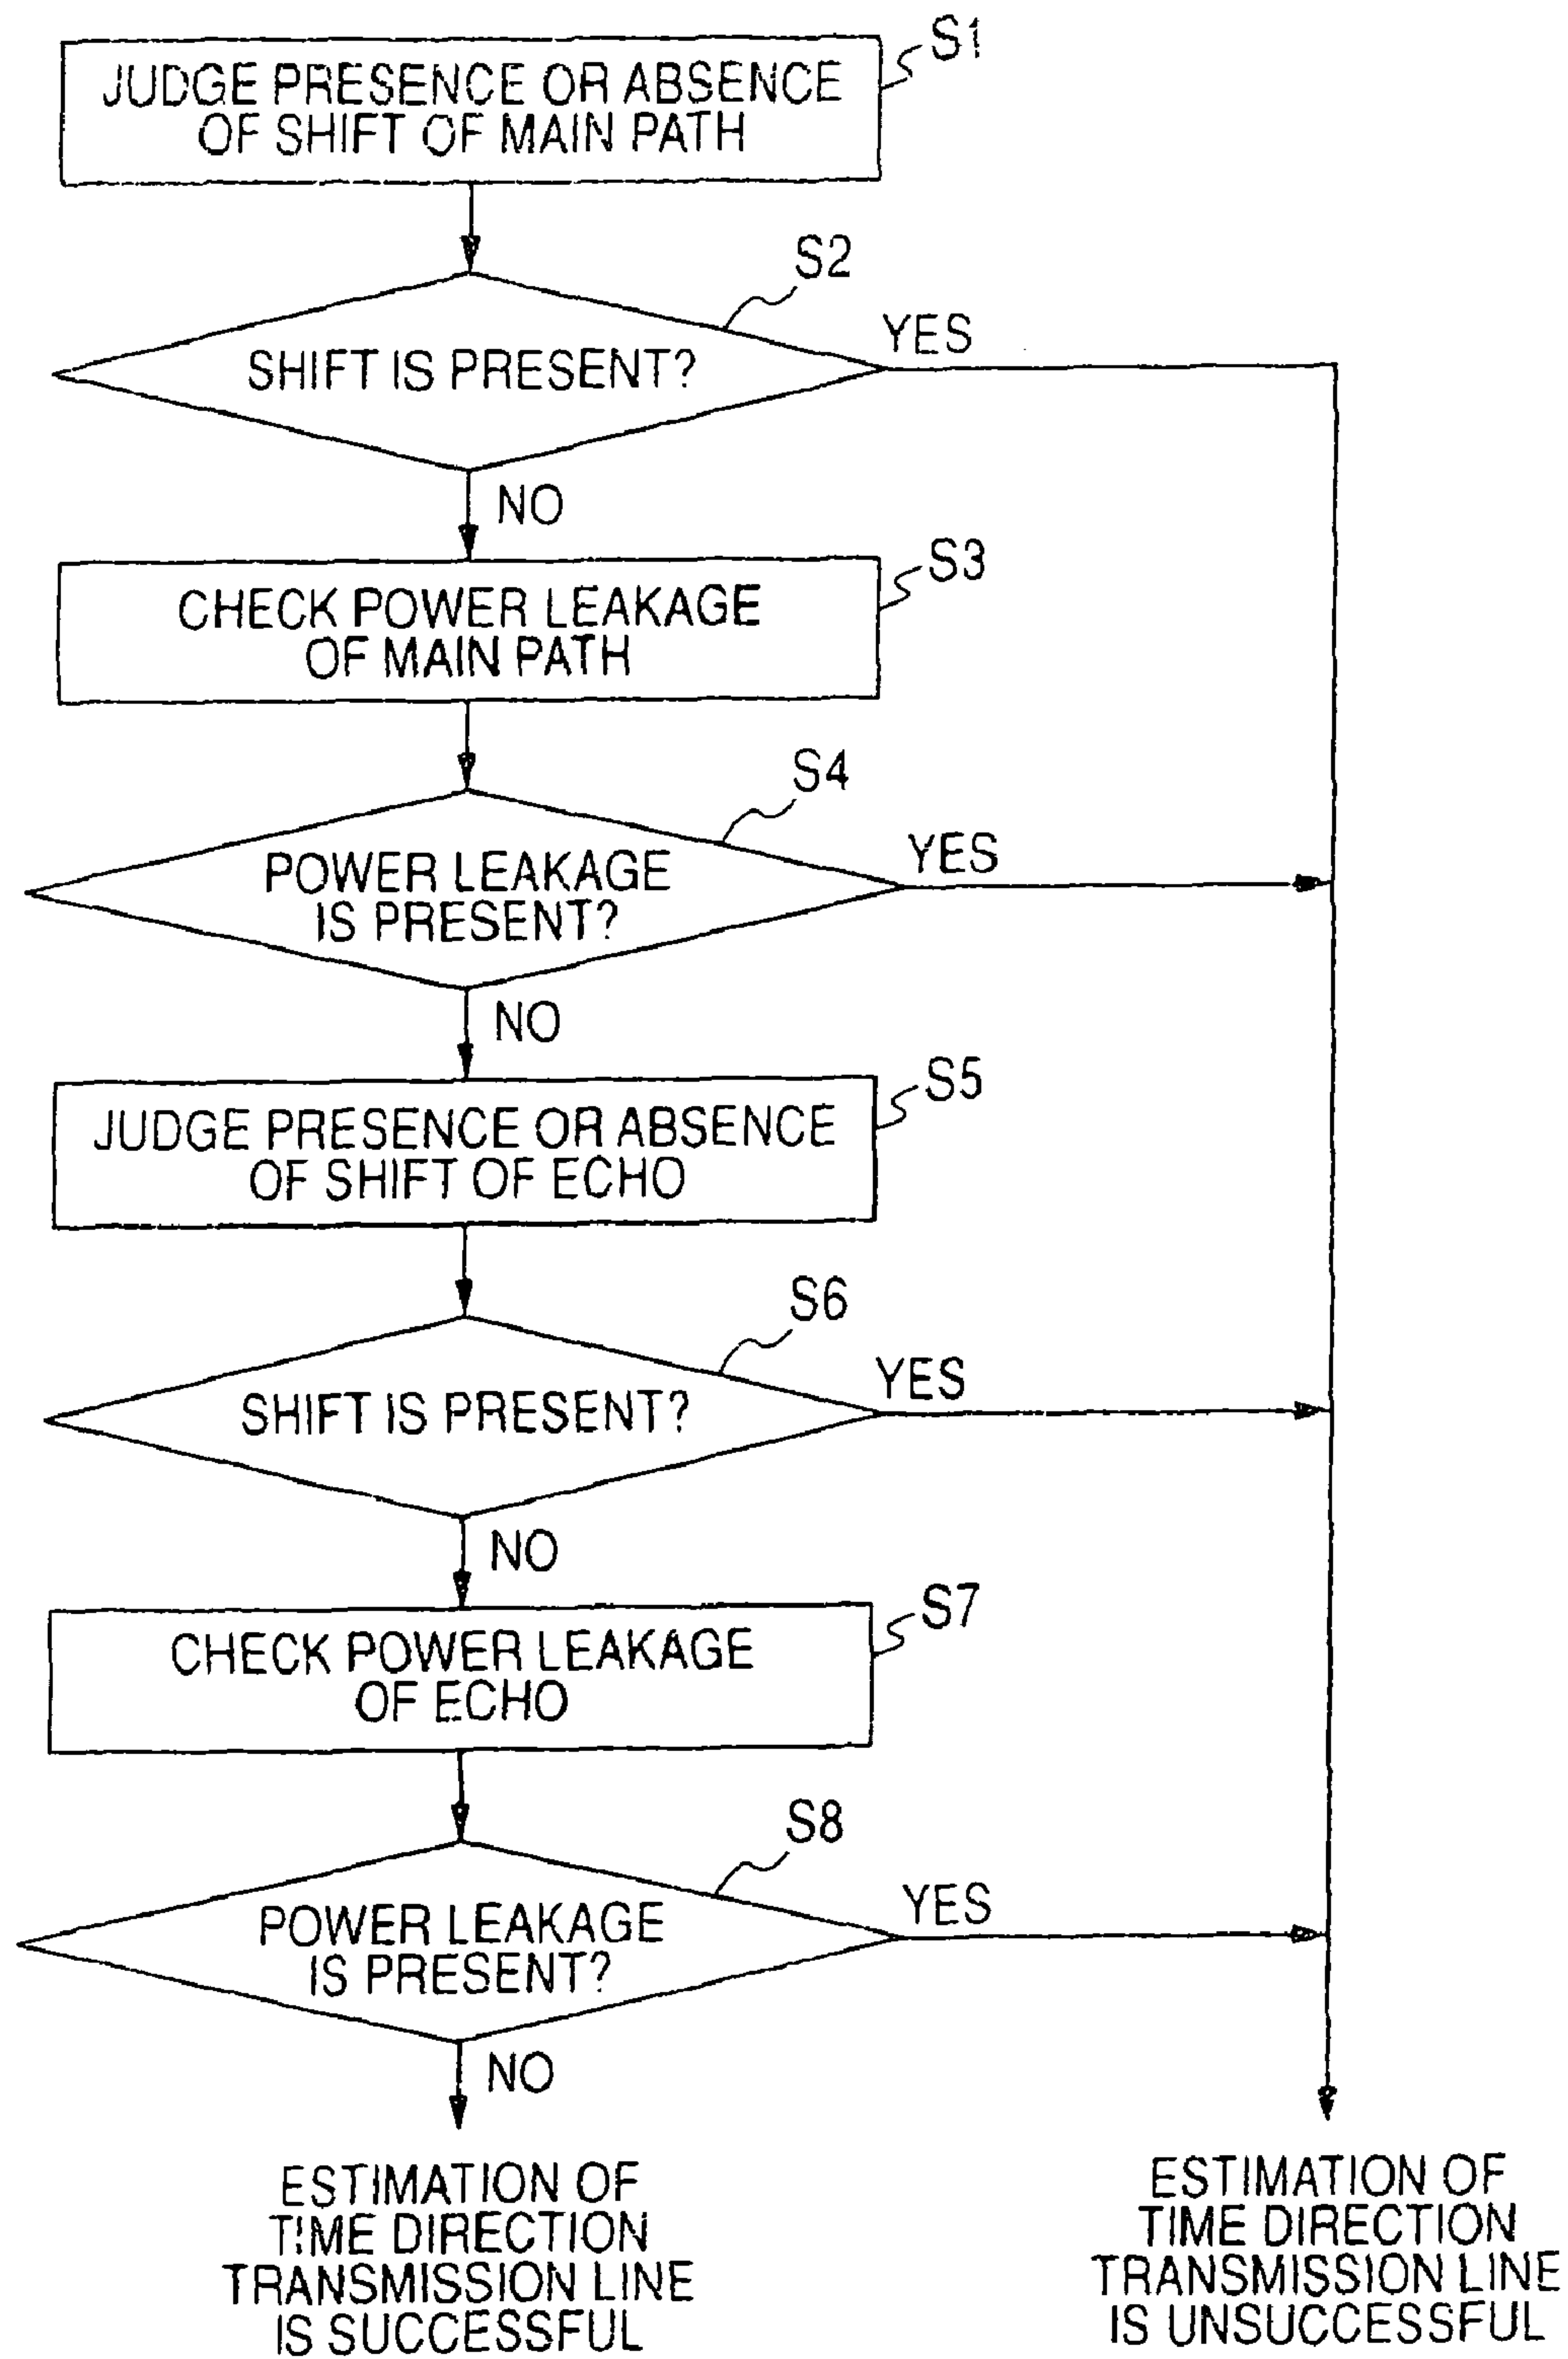 S1
JUDGE PRESENCE OR ABSENCE
OF SHIFT OF MAIN PATH
S2
YES
SHIFT IS PRESENT?
NO
S3
CHECK POWER LEAKAGE
OF MAIN PATH
S4
YES
POWER LEAKAGE
IS PRESENT?
NO
S5
JUDGE PRESENCE OR ABSENCE
OF SHIFT OF ECHO
S6
YES
SHIFT IS PRESENT?
NO
S7
CHECK POWER LEAKAGE
OF ECHO
S8
YES
POWER LEAKAGE
IS PRESENT?
NO
ESTIMATION OF
TIME DIRECTION
TRANSMISSION LINE
IS SUCCESSFUL
ESTIMATION OF
TIME DIRECTION
TRANSMISSION LINE
IS UNSUCCESSFUL